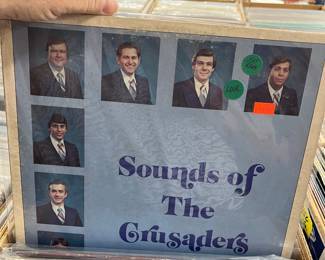 Sounds of
The
Crusaders